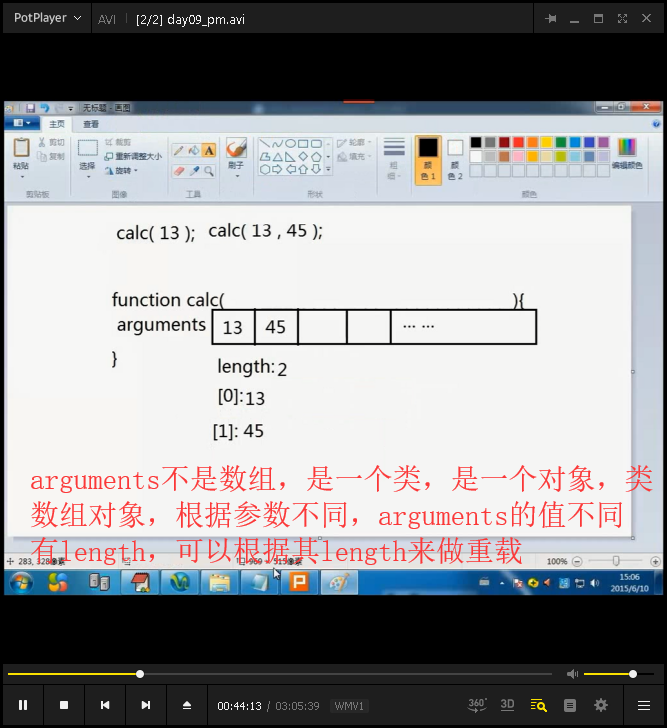 PotPlayer AVI [2/2] day09_pm.avi
无标题 - 画图
主页 查看
粘贴 剪切 复制 选择 裁剪 重新调整大小 旋转 A 刷子 轮廓 填充 粗细 颜色 1 颜色 2 编辑颜色
剪贴板 图像 工具 形状 颜色
calc( 13 ); calc( 13 , 45 );
function calc( ){
arguments 13 45 ... ...
}
length: 2
[0]: 13
[1]: 45
arguments不是数组，是一个类，是一个对象，类
数组对象，根据参数不同，arguments的值不同
有length，可以根据其length来做重载
283, 328像素 960 × 515像素 100%
15:06
2015/6/10
00:44:13 / 03:05:39 WMV1 360° 3D